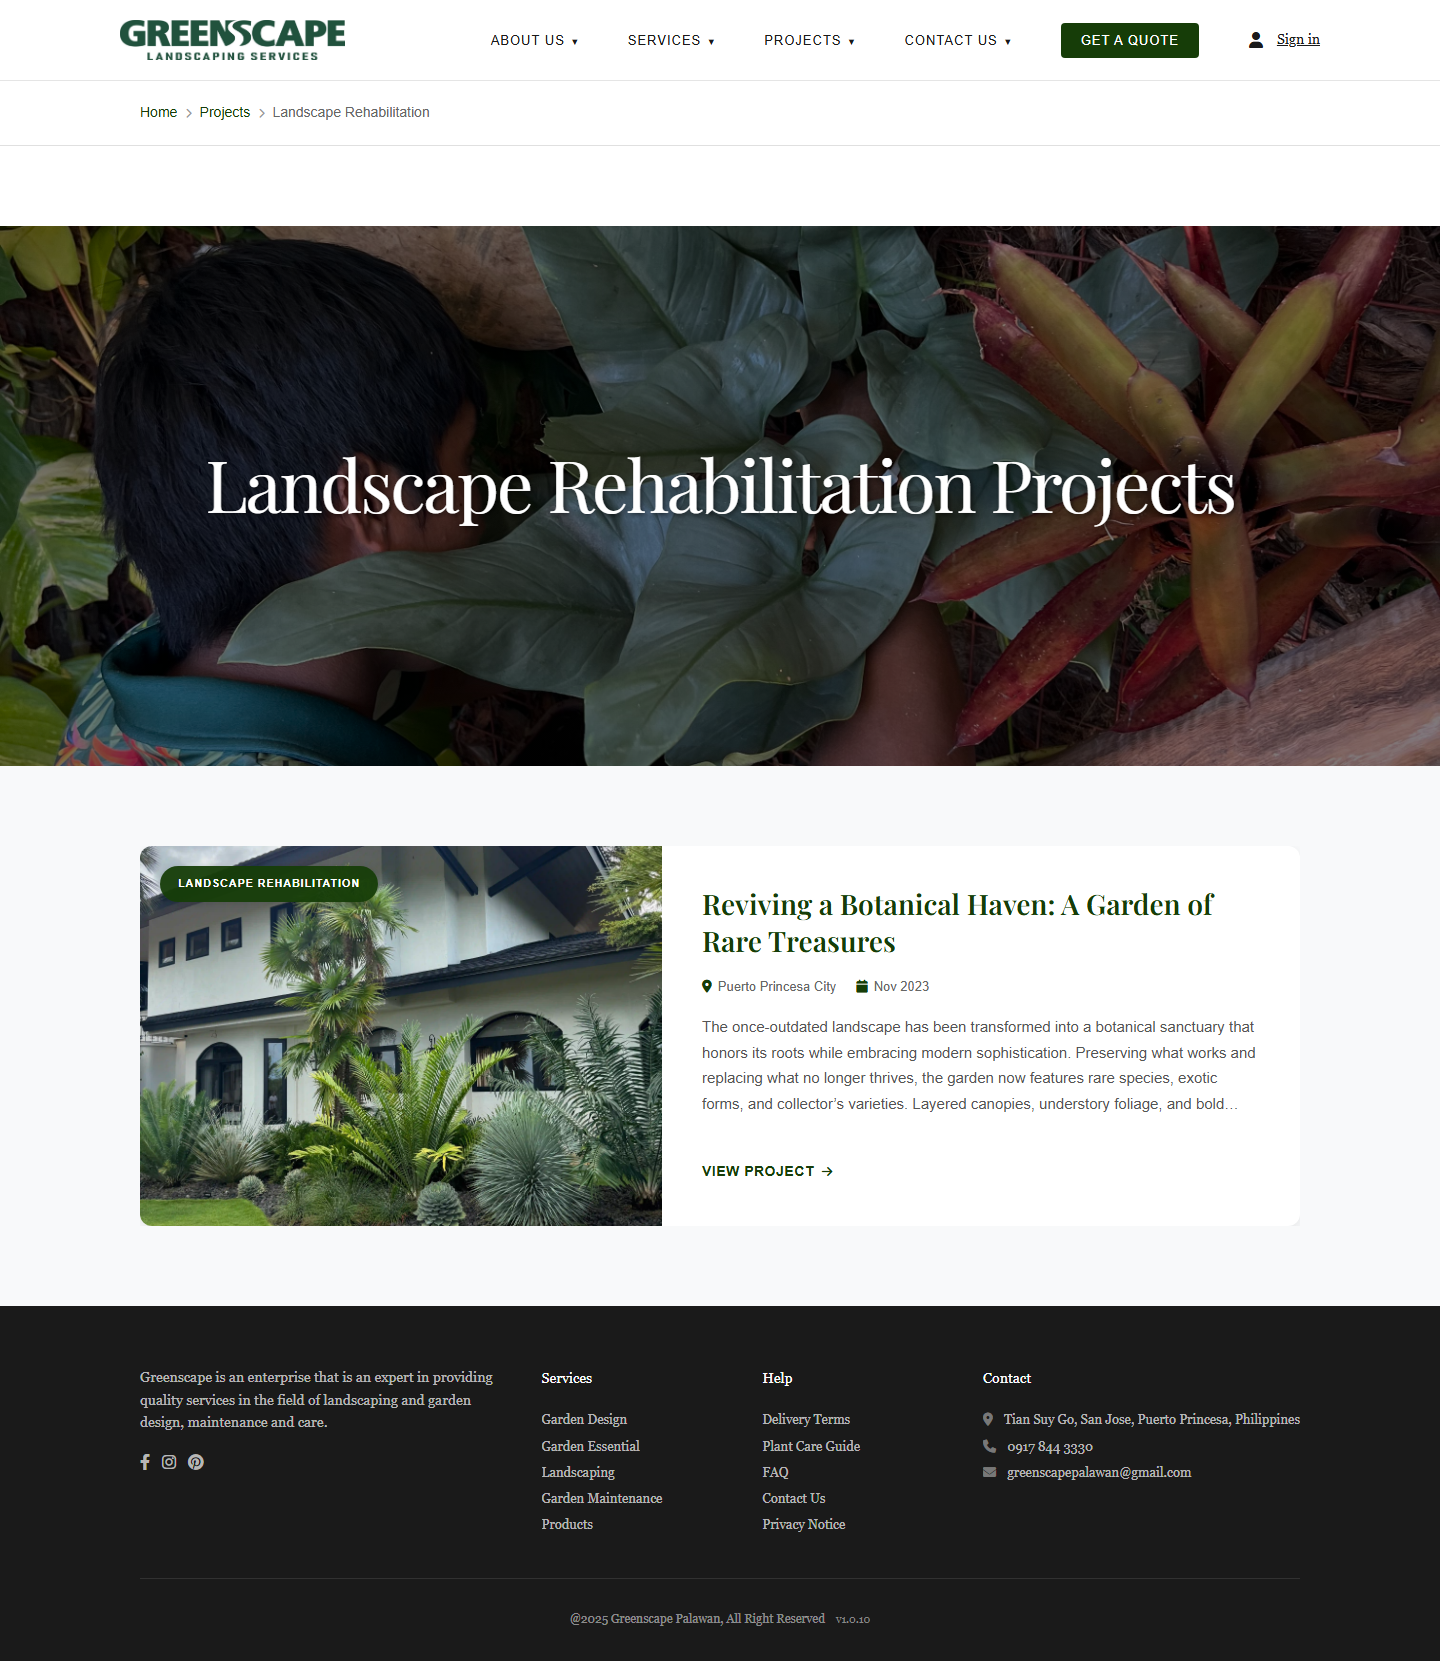 GREENSCAPE
LANDSCAPING SERVICES
ABOUT US ▾
SERVICES ▾
PROJECTS ▾
CONTACT US ▾
GET A QUOTE
Sign in
Home > Projects > Landscape Rehabilitation
Landscape Rehabilitation Projects
LANDSCAPE REHABILITATION
Reviving a Botanical Haven: A Garden of
Rare Treasures
Puerto Princesa City Nov 2023
The once-outdated landscape has been transformed into a botanical sanctuary that
honors its roots while embracing modern sophistication. Preserving what works and
replacing what no longer thrives, the garden now features rare species, exotic
forms, and collector’s varieties. Layered canopies, understory foliage, and bold…
VIEW PROJECT →
Greenscape is an enterprise that is an expert in providing
quality services in the field of landscaping and garden
design, maintenance and care.
Services
Garden Design
Garden Essential
Landscaping
Garden Maintenance
Products
Help
Delivery Terms
Plant Care Guide
FAQ
Contact Us
Privacy Notice
Contact
Tian Suy Go, San Jose, Puerto Princesa, Philippines
0917 844 3330
greenscapepalawan@gmail.com
@2025 Greenscape Palawan, All Right Reserved v1.0.10